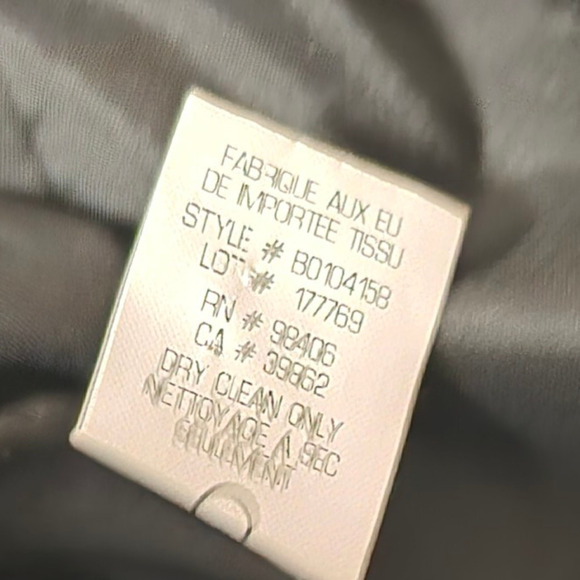 FABRIQUE AUX EU
DE IMPORTEE TISSU
STYLE # B0104158
LOT # 177769
RN # 98406
CA # 39862
DRY CLEAN ONLY
NETTOYAGE A SEC
SEULEMENT